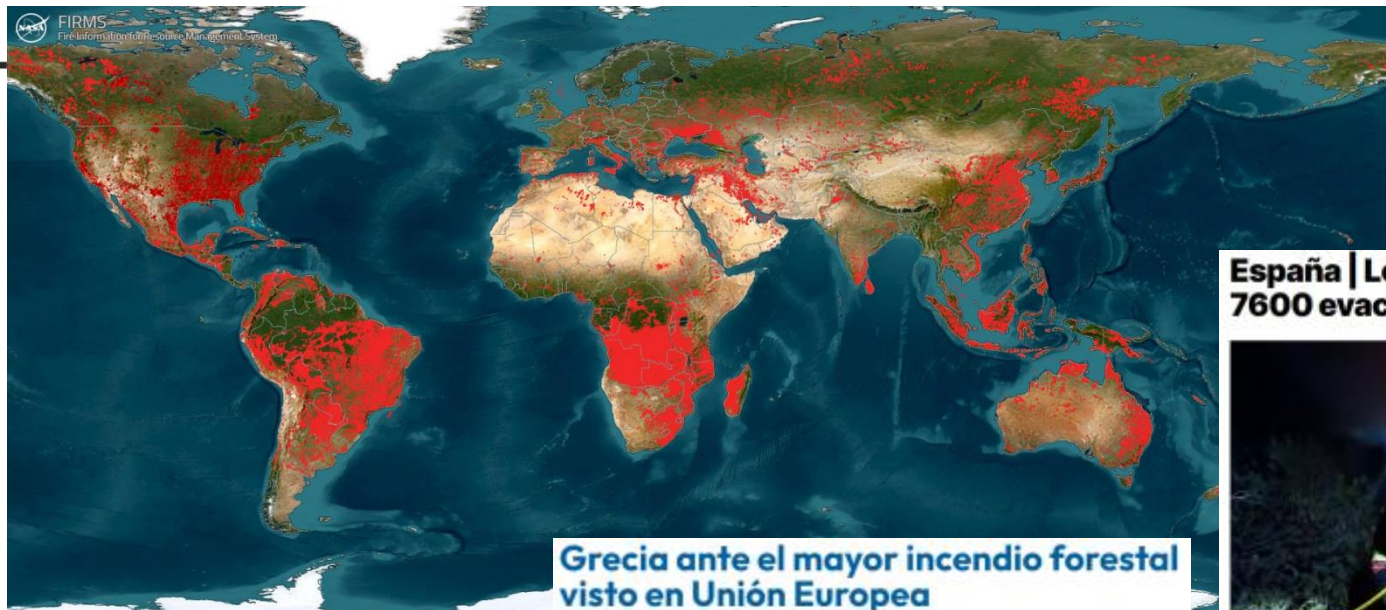 NASA
FIRMS
Fire Information for Resource Management System
España |
7600 evac
Grecia ante el mayor incendio forestal
visto en Unión Europea